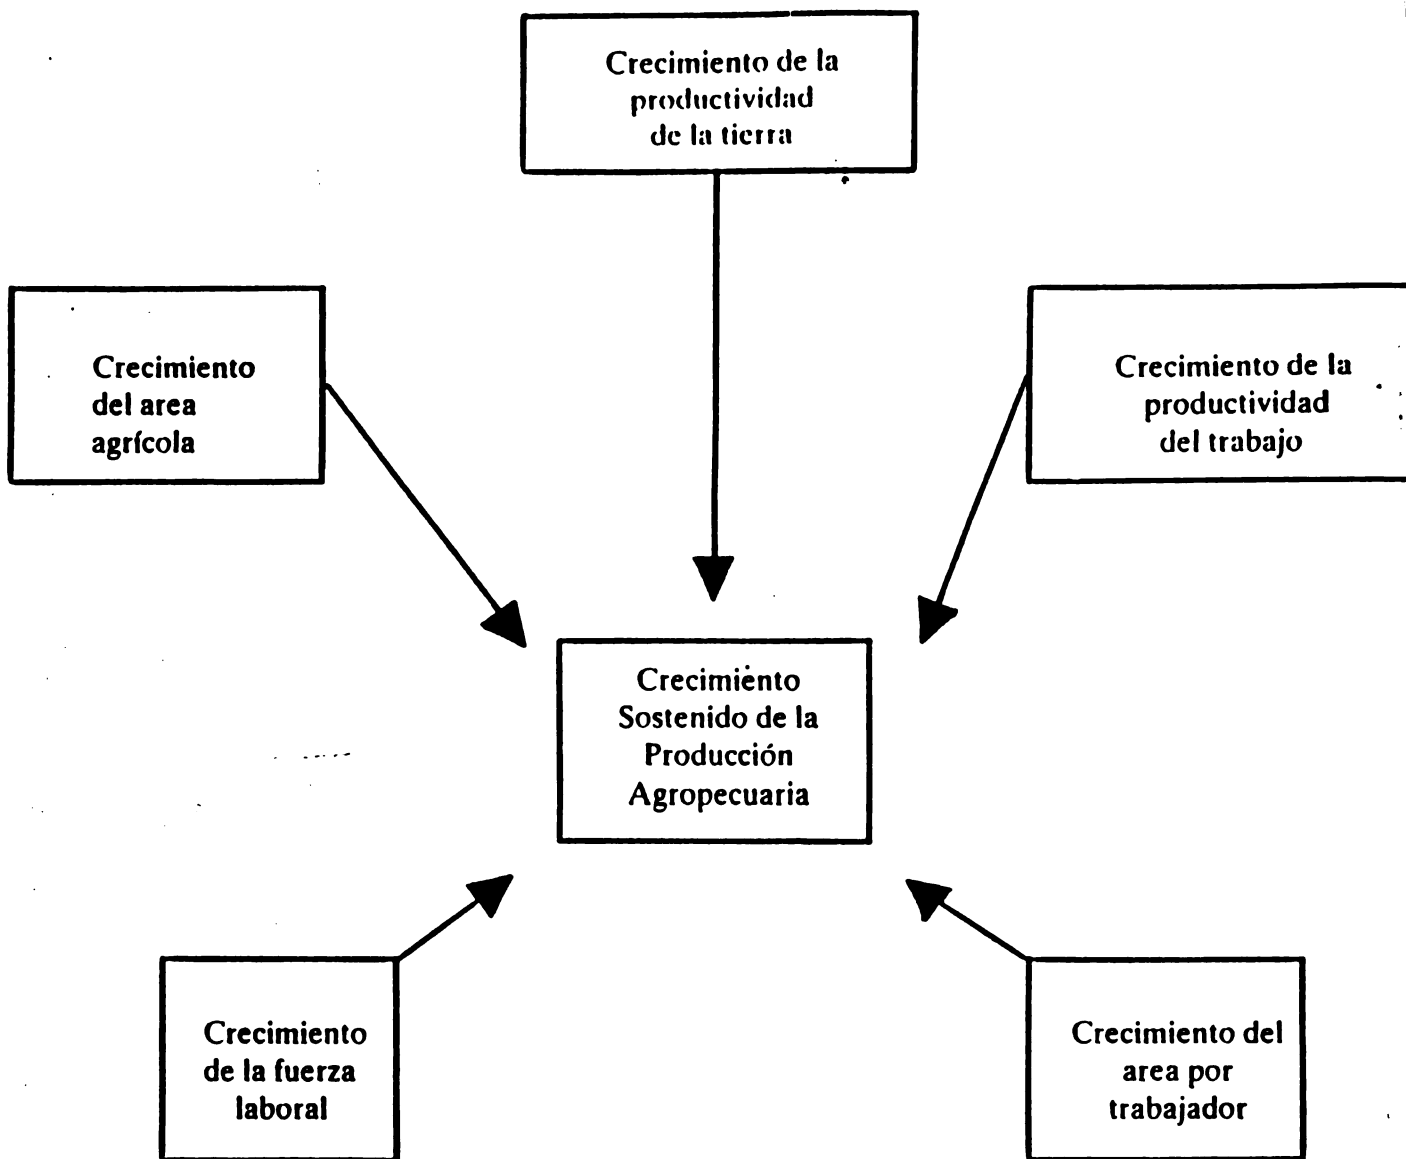 Crecimiento de la
productividad
de la tierra
Crecimiento
del area
agrícola
Crecimiento de la
productividad
del trabajo
Crecimiento
Sostenido de la
Producción
Agropecuaria
Crecimiento
de la fuerza
laboral
Crecimiento del
area por
trabajador